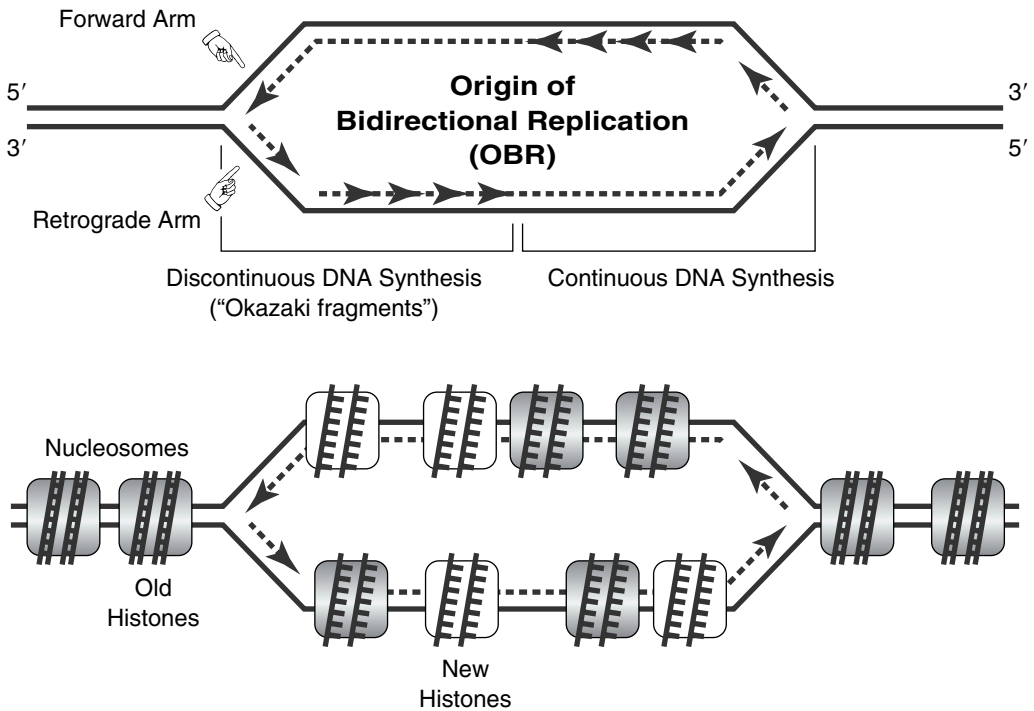 Forward Arm
5′
3′
Origin of
Bidirectional Replication
(OBR)
3′
5′
Retrograde Arm
Discontinuous DNA Synthesis
(“Okazaki fragments”)
Continuous DNA Synthesis
Nucleosomes
Old
Histones
New
Histones